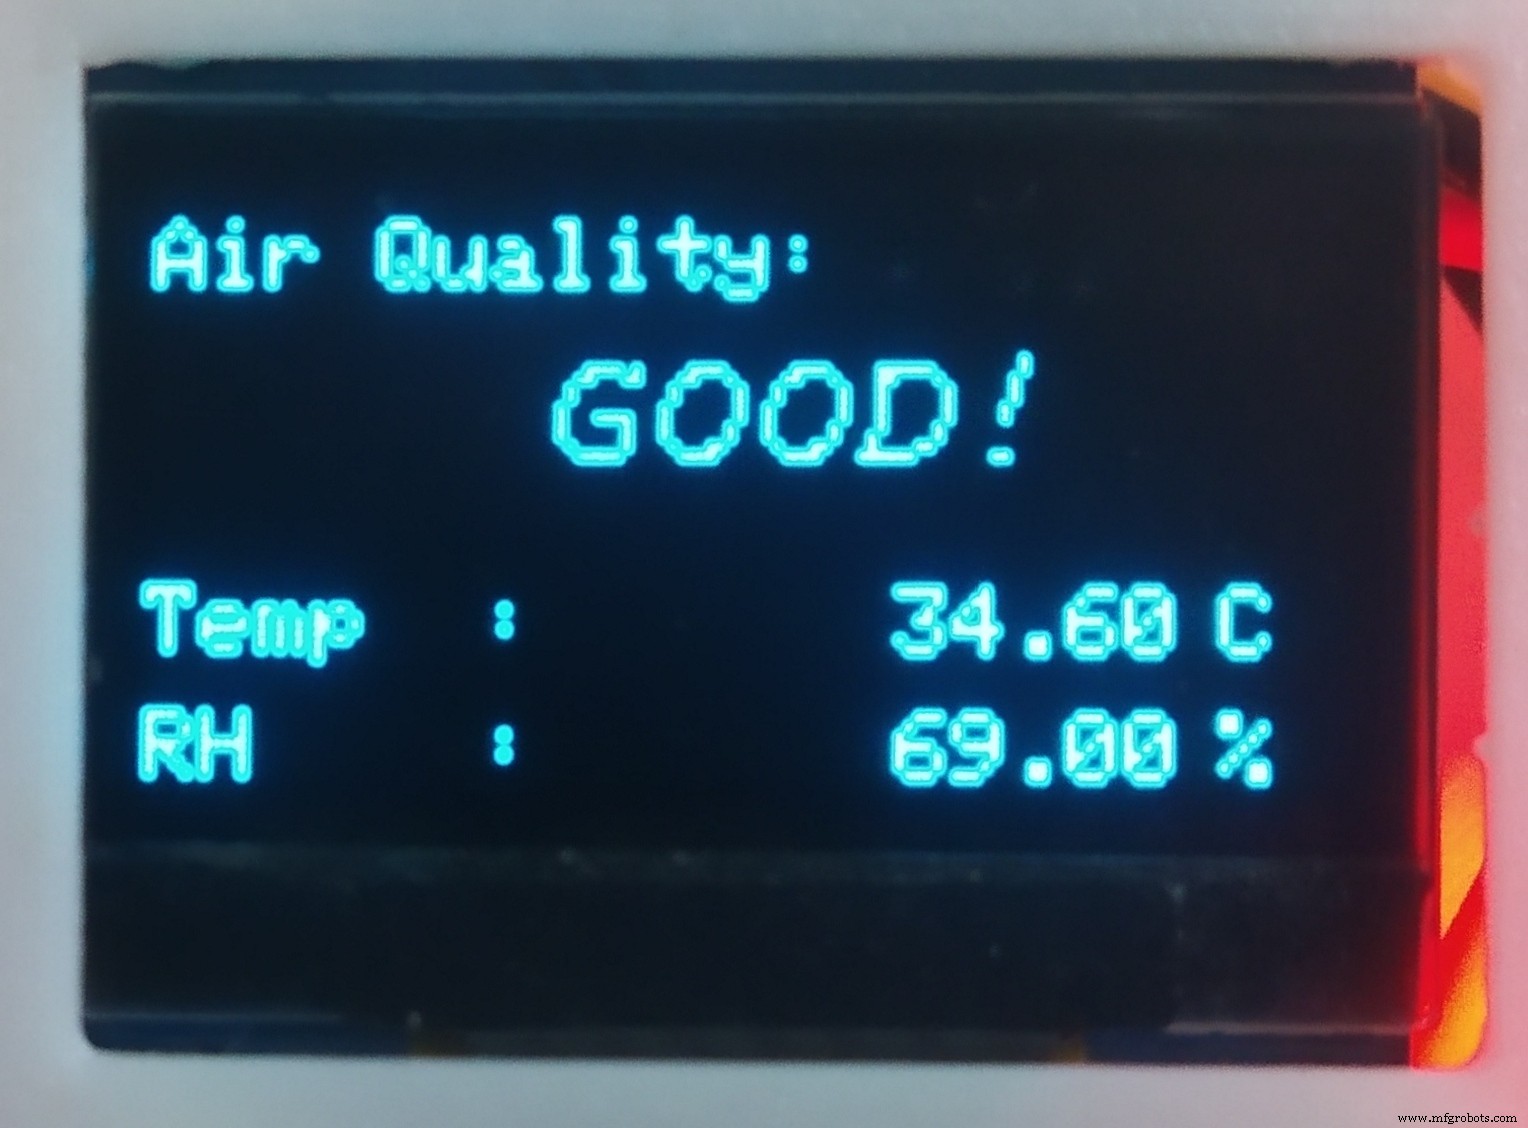 Air Quality:
GOOD!
Temp : 34.60 C
RH : 69.00 %
www.mfgrobots.com